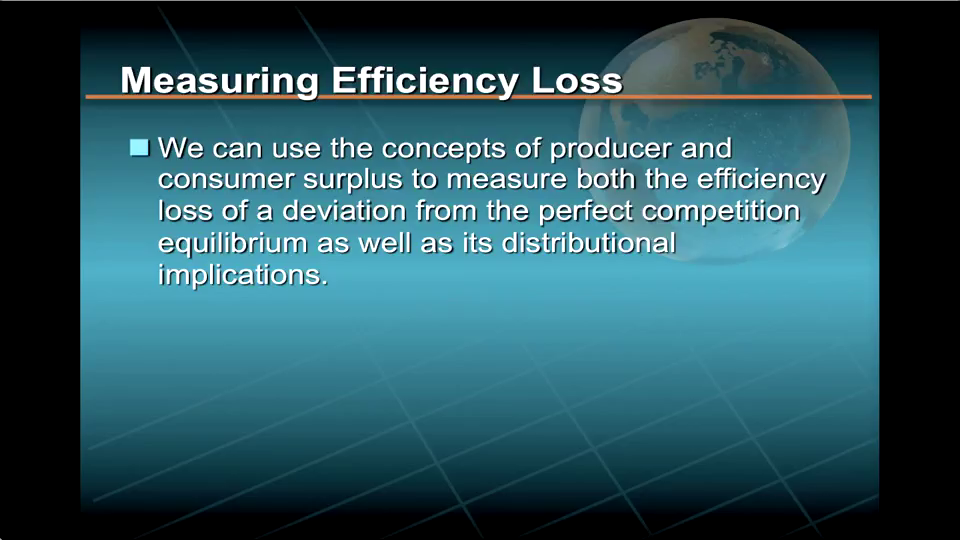 Measuring Efficiency Loss
We can use the concepts of producer and
consumer surplus to measure both the efficiency
loss of a deviation from the perfect competition
equilibrium as well as its distributional
implications.